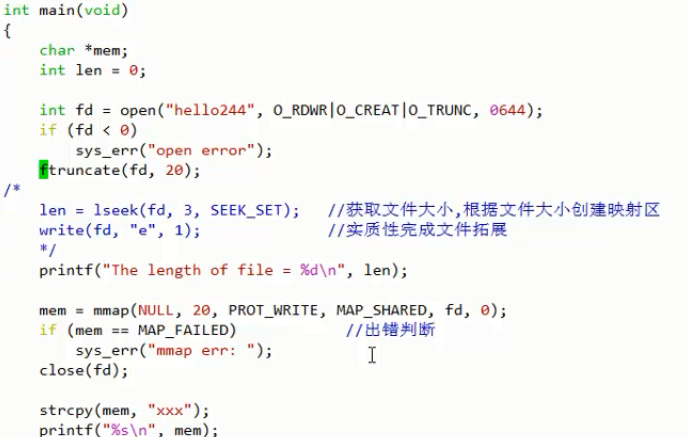 int main(void)
{
    char *mem;
    int len = 0;
    int fd = open("hello244", O_RDWR|O_CREAT|O_TRUNC, 0644);
    if (fd < 0)
        sys_err("open error");
    ftruncate(fd, 20);
/*
    len = lseek(fd, 3, SEEK_SET);   //获取文件大小,根据文件大小创建映射区
    write(fd, "e", 1);              //实质性完成文件拓展
    */
    printf("The length of file = %d\n", len);
    mem = mmap(NULL, 20, PROT_WRITE, MAP_SHARED, fd, 0);
    if (mem == MAP_FAILED)            //出错判断
        sys_err("mmap err: ");
    close(fd);
    strcpy(mem, "xxx");
    printf("%s\n", mem);